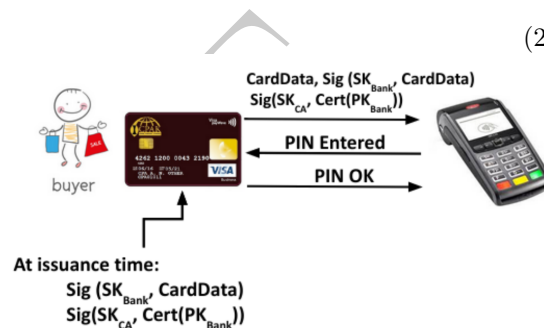 (2
CardData, Sig (SK_Bank, CardData)
Sig(SK_CA, Cert(PK_Bank))
PIN Entered
PIN OK
buyer
SALE
4242 1200 0043 2190
VISA
At issuance time:
Sig (SK_Bank, CardData)
Sig(SK_CA, Cert(PK_Bank))